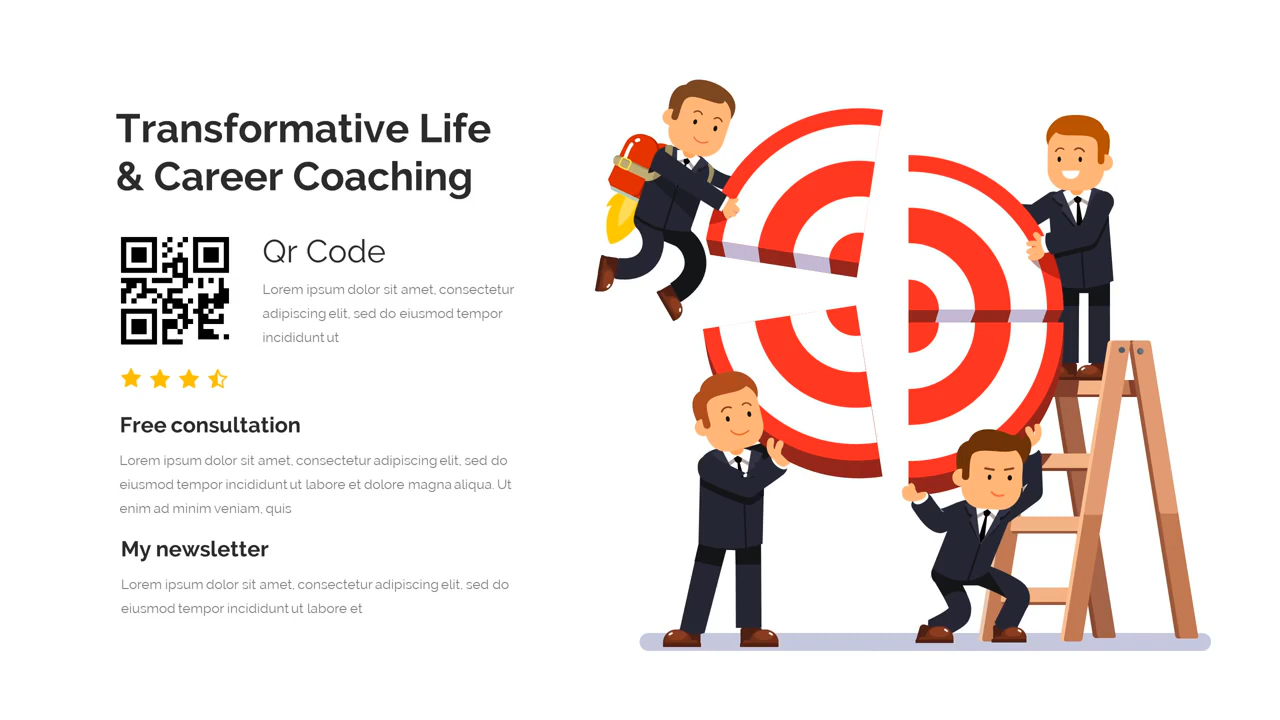 Transformative Life
& Career Coaching
Qr Code
Lorem ipsum dolor sit amet, consectetur
adipiscing elit, sed do eiusmod tempor
incididunt ut
Free consultation
Lorem ipsum dolor sit amet, consectetur adipiscing elit, sed do
eiusmod tempor incididunt ut labore et dolore magna aliqua. Ut
enim ad minim veniam, quis
My newsletter
Lorem ipsum dolor sit amet, consectetur adipiscing elit, sed do
eiusmod tempor incididunt ut labore et